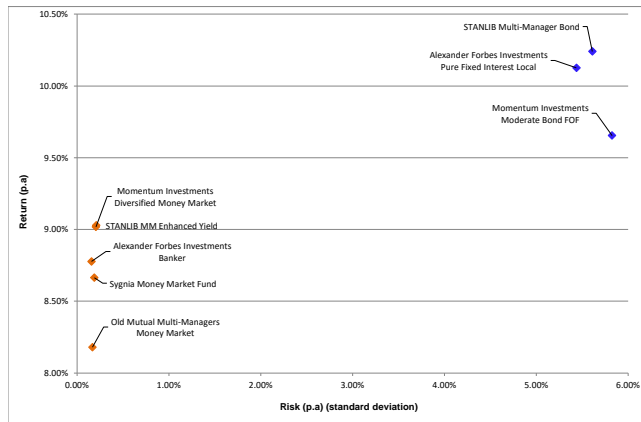 10.50%
STANLIB Multi-Manager Bond
Alexander Forbes Investments
Pure Fixed Interest Local
10.00%
Momentum Investments
Moderate Bond FOF
9.50%
Return (p.a)
Momentum Investments
Diversified Money Market
9.00%
STANLIB MM Enhanced Yield
Alexander Forbes Investments
Banker
Sygnia Money Market Fund
8.50%
Old Mutual Multi-Managers
Money Market
8.00%
0.00% 1.00% 2.00% 3.00% 4.00% 5.00% 6.00%
Risk (p.a) (standard deviation)